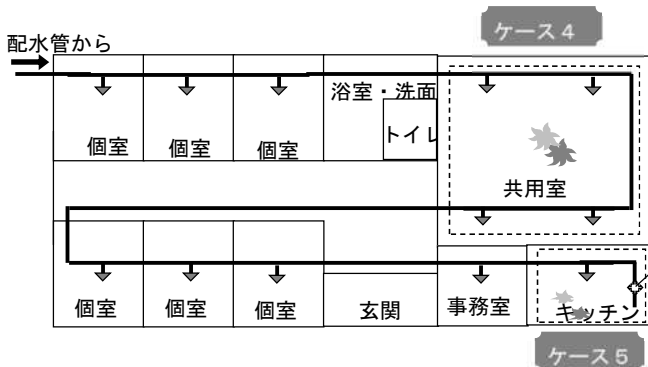 ケース4
配水管から
浴室・洗面
トイレ
個室
個室
個室
共用室
個室
個室
個室
玄関
事務室
キッチン
ケース5